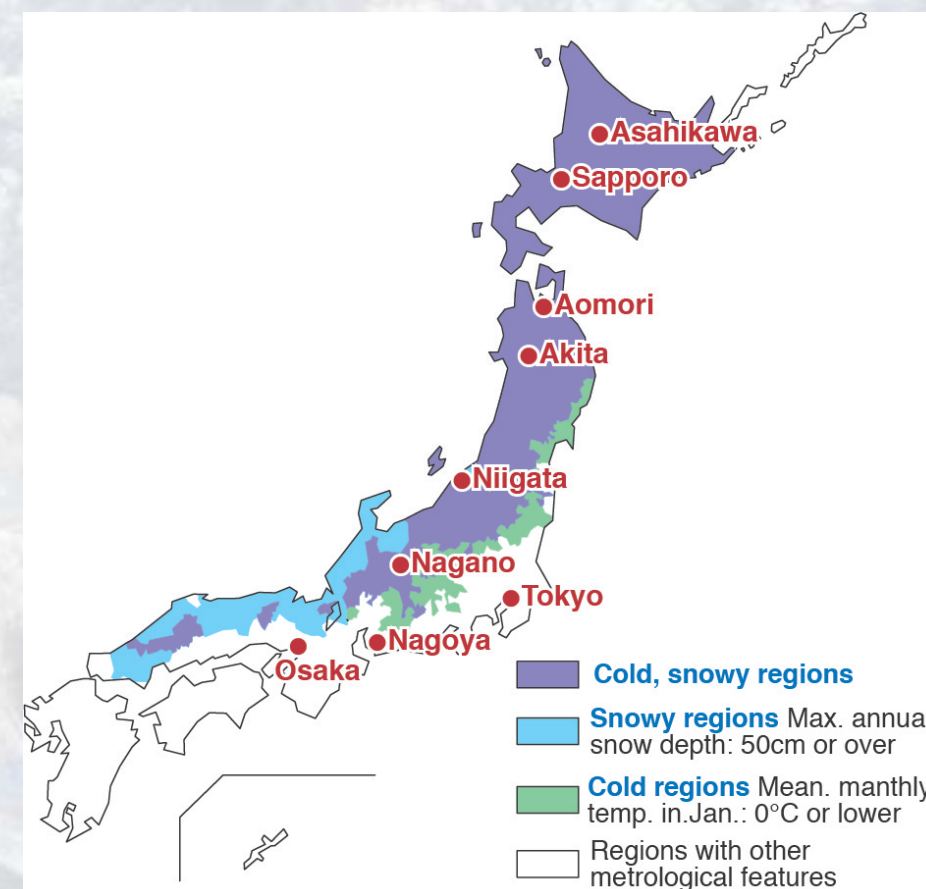 Asahikawa
Sapporo
Aomori
Akita
Niigata
Nagano
Tokyo
Nagoya
Osaka
Cold, snowy regions
Snowy regions Max. annua
snow depth: 50cm or over
Cold regions Mean. manthly
temp. in.Jan.: 0°C or lower
Regions with other
metrological features